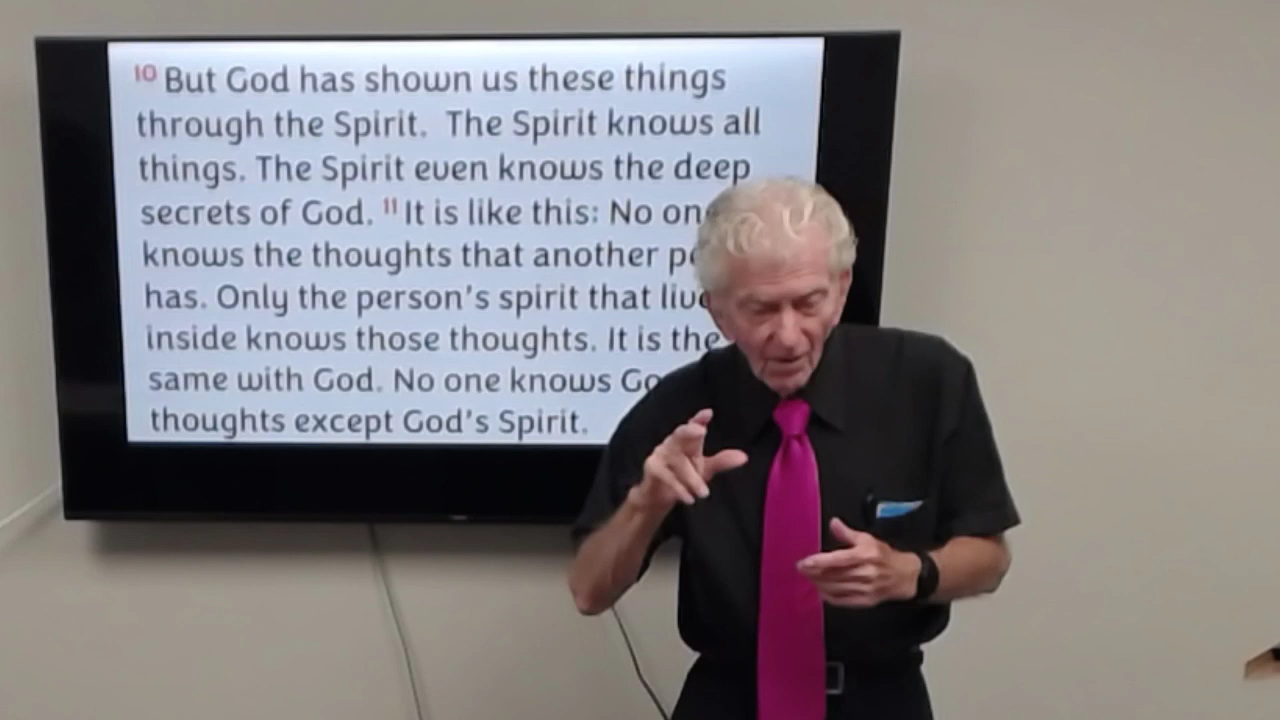 10 But God has shown us these things
through the Spirit. The Spirit knows all
things. The Spirit even knows the deep
secrets of God. 11 It is like this: No
knows the thoughts that another
has. Only the person's spirit that
inside knows those thoughts. It is the
same with God. No one knows
thoughts except God's Spirit.